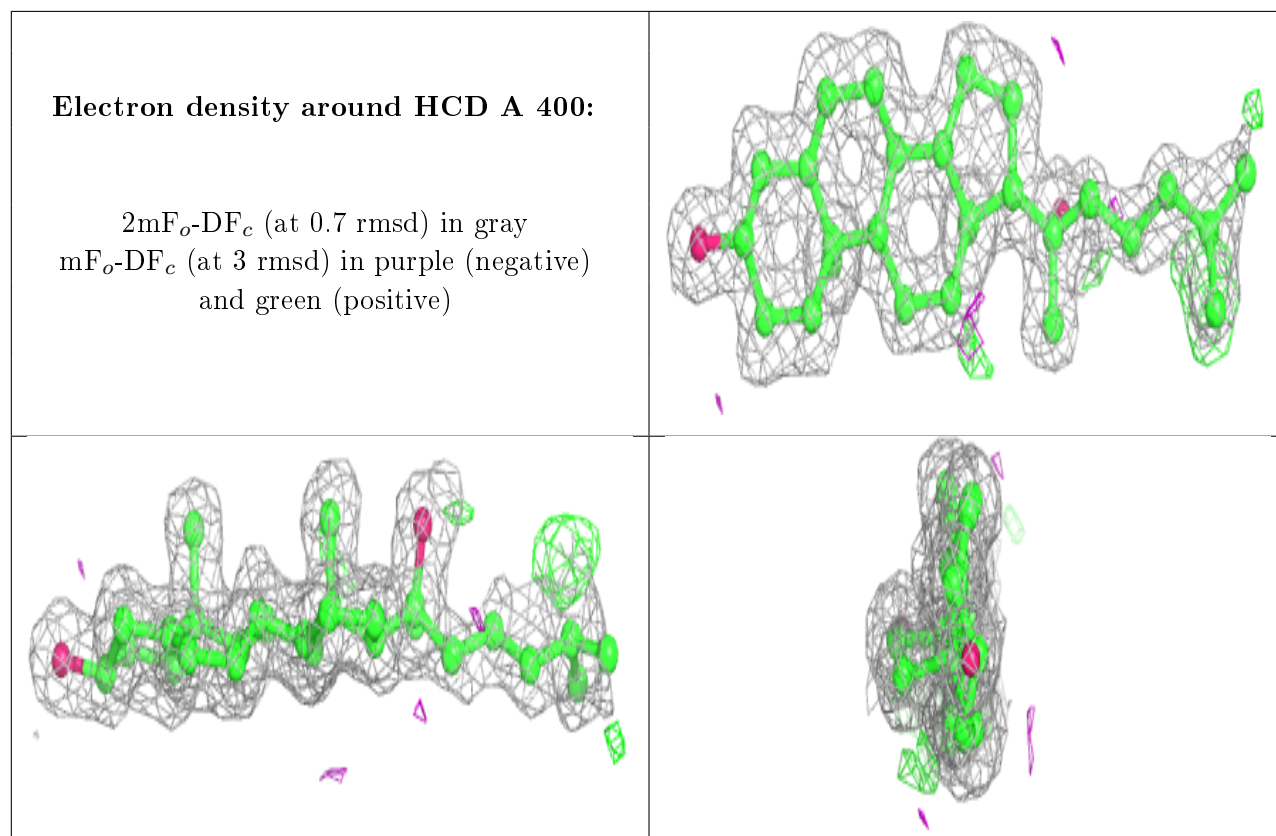 Electron density around HCD A 400:
2mFo-DFc (at 0.7 rmsd) in gray
mFo-DFc (at 3 rmsd) in purple (negative)
and green (positive)